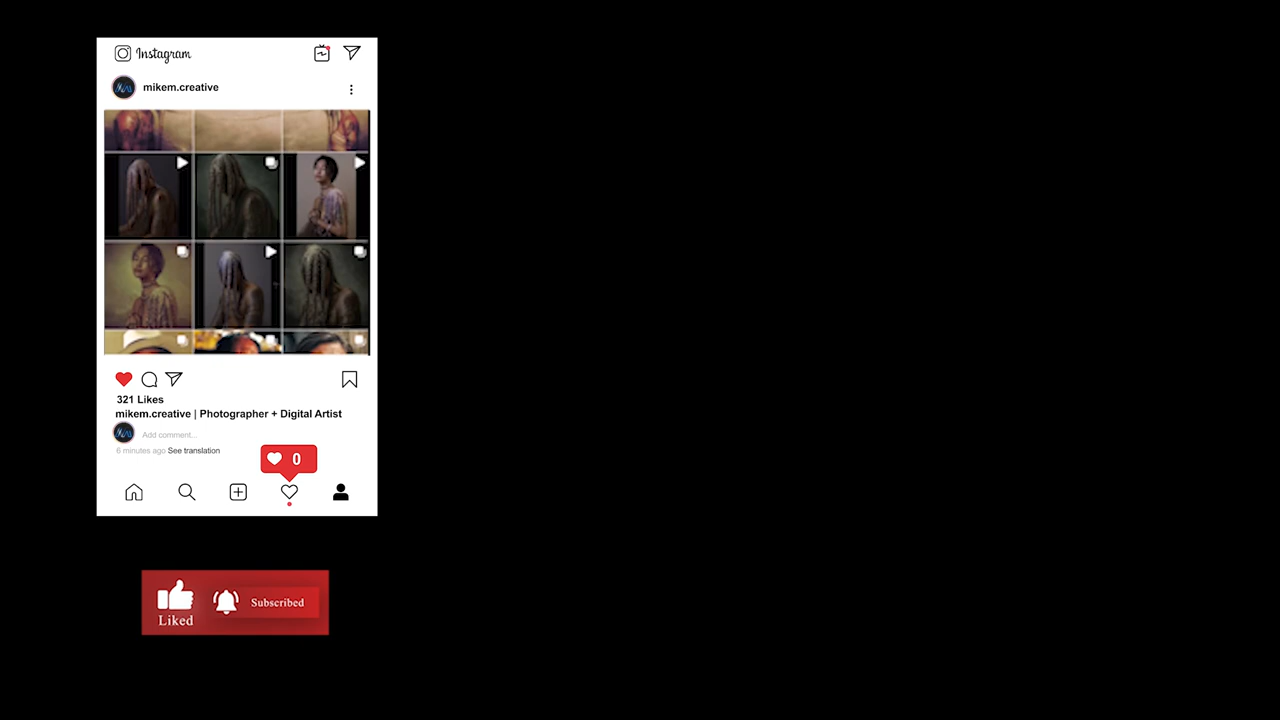 Instagram
mikem.creative
321 Likes
mikem.creative | Photographer + Digital Artist
Add comment...
6 minutes ago See translation
0
Liked
Subscribed